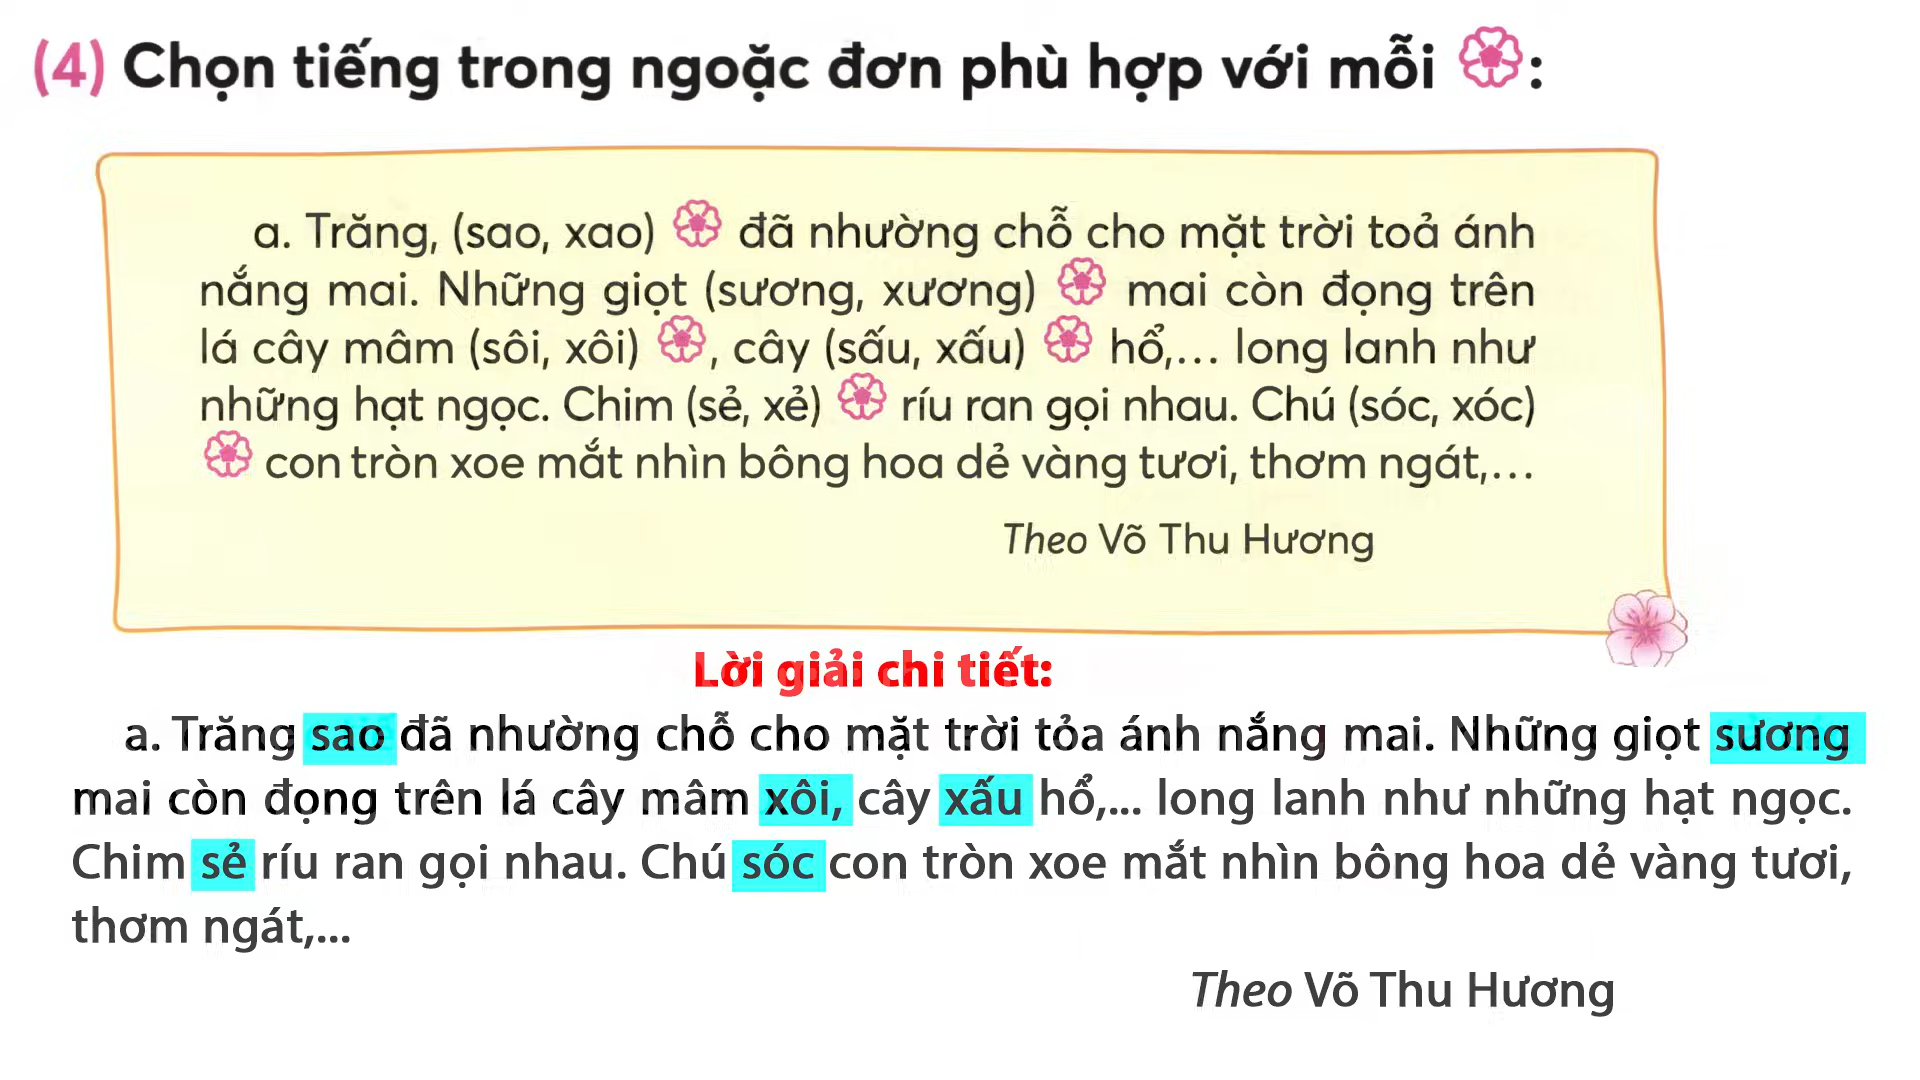 (4) Chọn tiếng trong ngoặc đơn phù hợp với mỗi :
a. Trăng, (sao, xao) đã nhường chỗ cho mặt trời toả ánh
nắng mai. Những giọt (sương, xương) mai còn đọng trên
lá cây mâm (sôi, xôi) , cây (sấu, xấu) hổ,... long lanh như
những hạt ngọc. Chim (sẻ, xẻ) ríu ran gọi nhau. Chú (sóc, xóc)
con tròn xoe mắt nhìn bông hoa dẻ vàng tươi, thơm ngát,...
Theo Võ Thu Hương
Lời giải chi tiết:
a. Trăng sao đã nhường chỗ cho mặt trời tỏa ánh nắng mai. Những giọt sương
mai còn đọng trên lá cây mâm xôi, cây xấu hổ,... long lanh như những hạt ngọc.
Chim sẻ ríu ran gọi nhau. Chú sóc con tròn xoe mắt nhìn bông hoa dẻ vàng tươi,
thơm ngát,...
Theo Võ Thu Hương